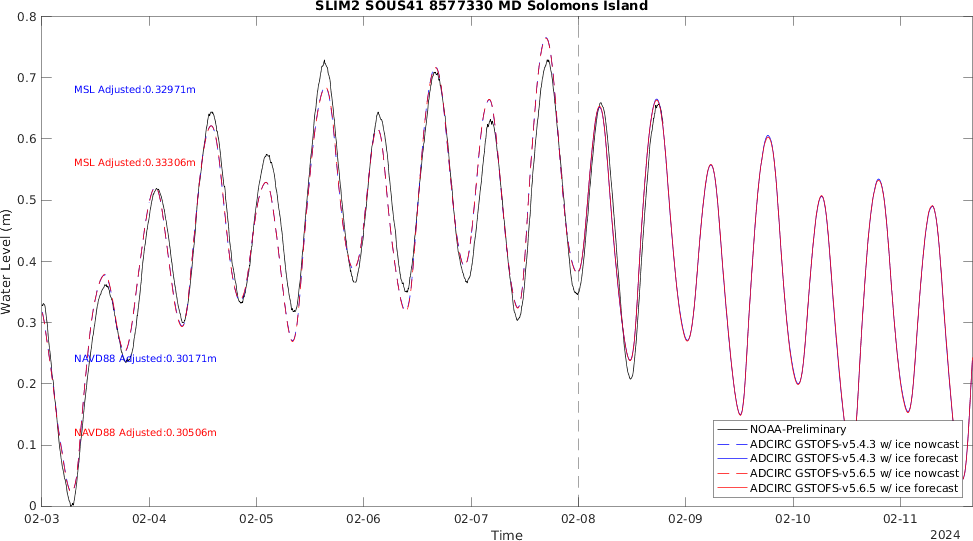 SLIM2 SOUS41 8577330 MD Solomons Island
0.8
0.7
0.6
0.5
0.4
0.3
0.2
0.1
0
Water Level (m)
MSL Adjusted:0.32971m
MSL Adjusted:0.33306m
NAVD88 Adjusted:0.30171m
NAVD88 Adjusted:0.30506m
NOAA-Preliminary
ADCIRC GSTOFS-v5.4.3 w/ ice nowcast
ADCIRC GSTOFS-v5.4.3 w/ ice forecast
ADCIRC GSTOFS-v5.6.5 w/ ice nowcast
ADCIRC GSTOFS-v5.6.5 w/ ice forecast
02-03 02-04 02-05 02-06 02-07 02-08 02-09 02-10 02-11
Time
2024